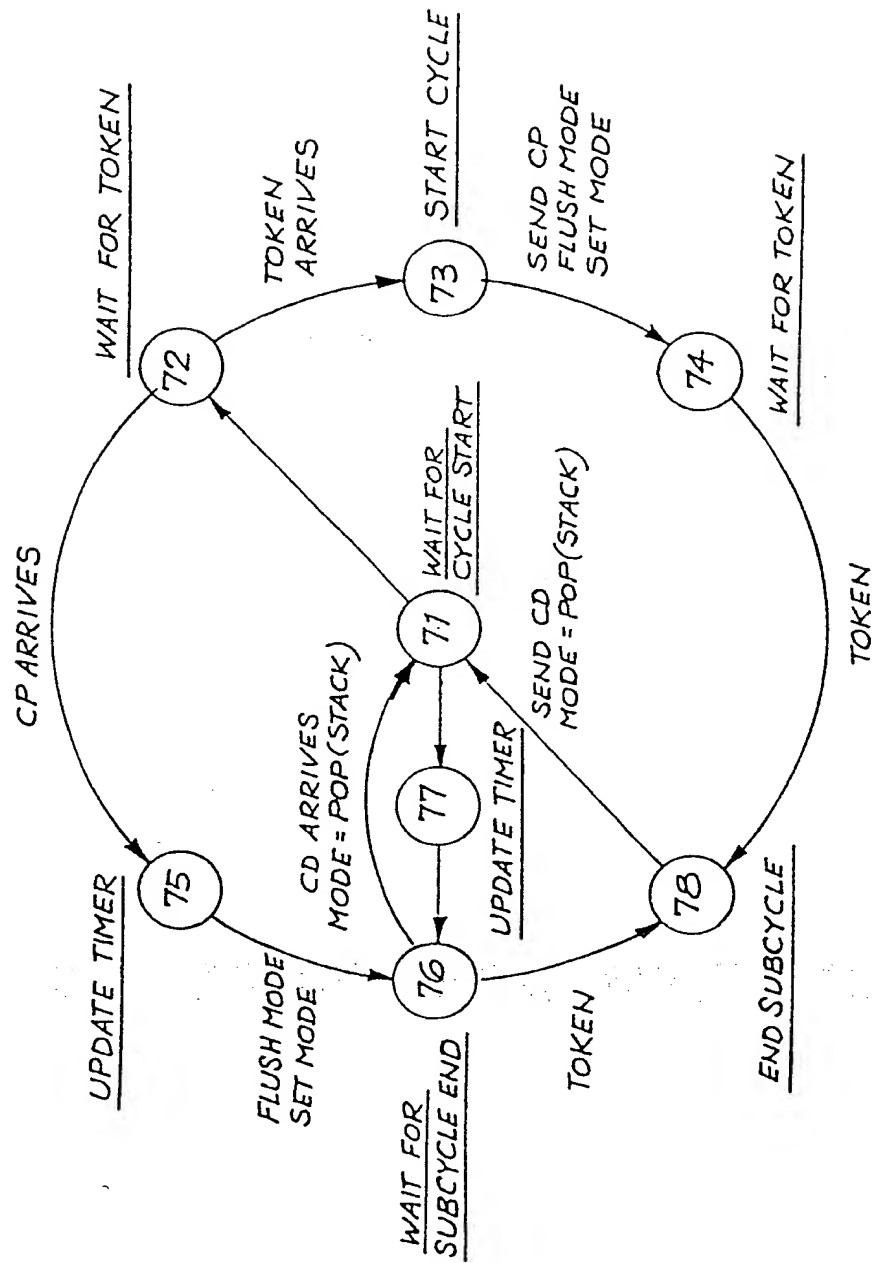 CP ARRIVES
UPDATE TIMER
WAIT FOR TOKEN
75
72
FLUSH MODE
SET MODE
CD ARRIVES
MODE = POP(STACK)
TOKEN
ARRIVES
WAIT FOR
SUBCYCLE END
76
77
71
WAIT FOR
CYCLE START
73
START CYCLE
UPDATE TIMER
TOKEN
SEND CD
MODE = POP(STACK)
SEND CP
FLUSH MODE
SET MODE
78
74
END SUBCYCLE
WAIT FOR TOKEN
TOKEN